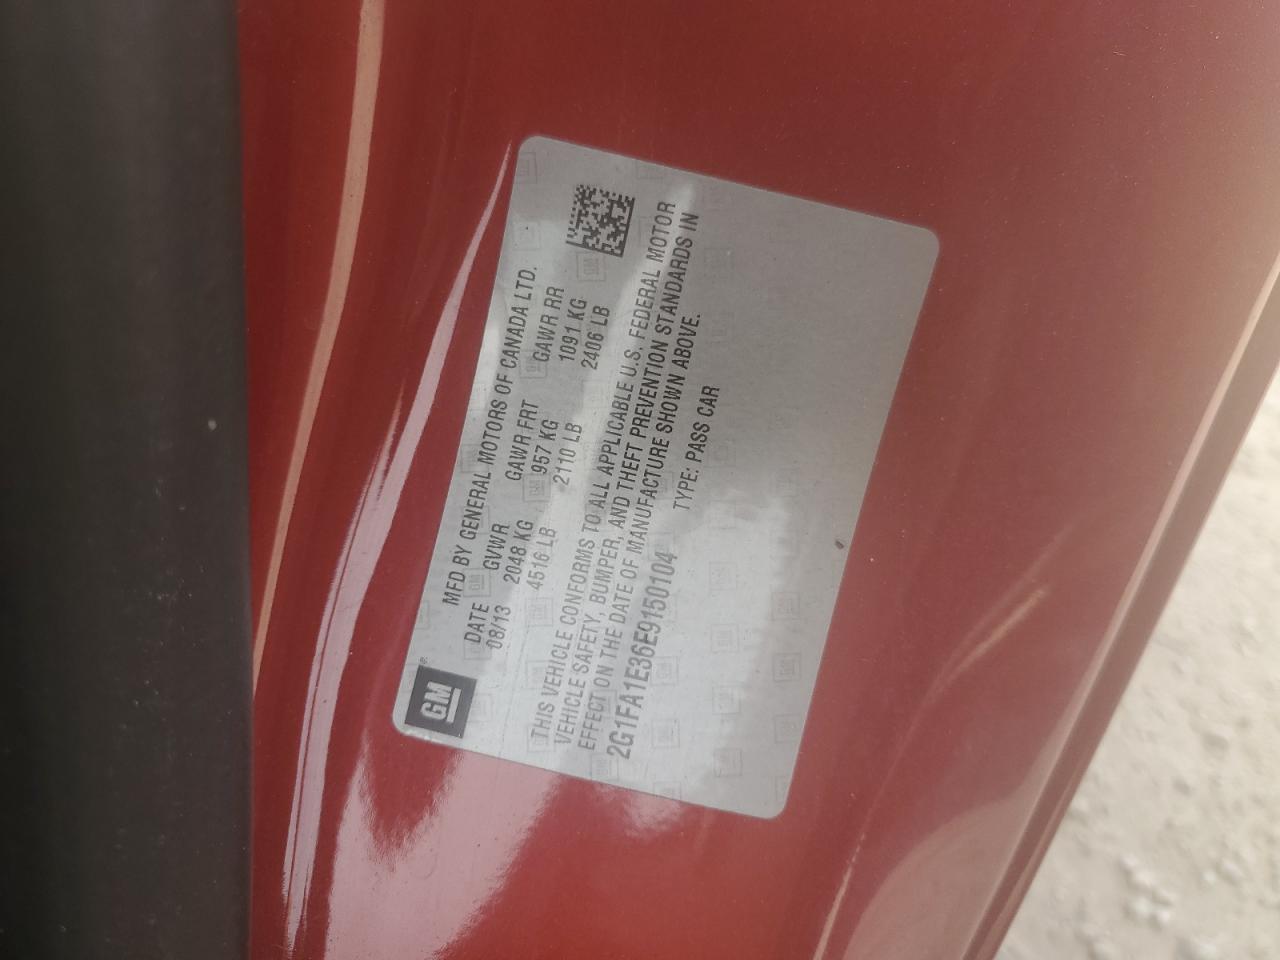 GM®
MFD BY GENERAL MOTORS OF CANADA LTD.
DATE GVWR GAWR FRT GAWR RR
08/13 2048 KG 957 KG 1091 KG
4516 LB 2110 LB 2406 LB
THIS VEHICLE CONFORMS TO ALL APPLICABLE U.S. FEDERAL MOTOR
VEHICLE SAFETY, BUMPER, AND THEFT PREVENTION STANDARDS IN
EFFECT ON THE DATE OF MANUFACTURE SHOWN ABOVE.
2G1FA1E36E9150104 TYPE: PASS CAR